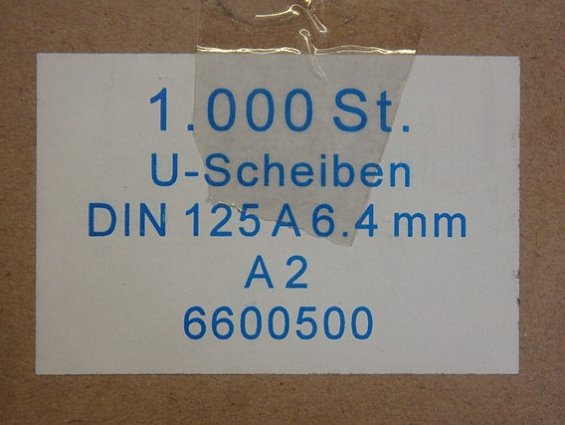 1.000 St.
U-Scheiben
DIN 125 A 6.4 mm
A 2
6600500